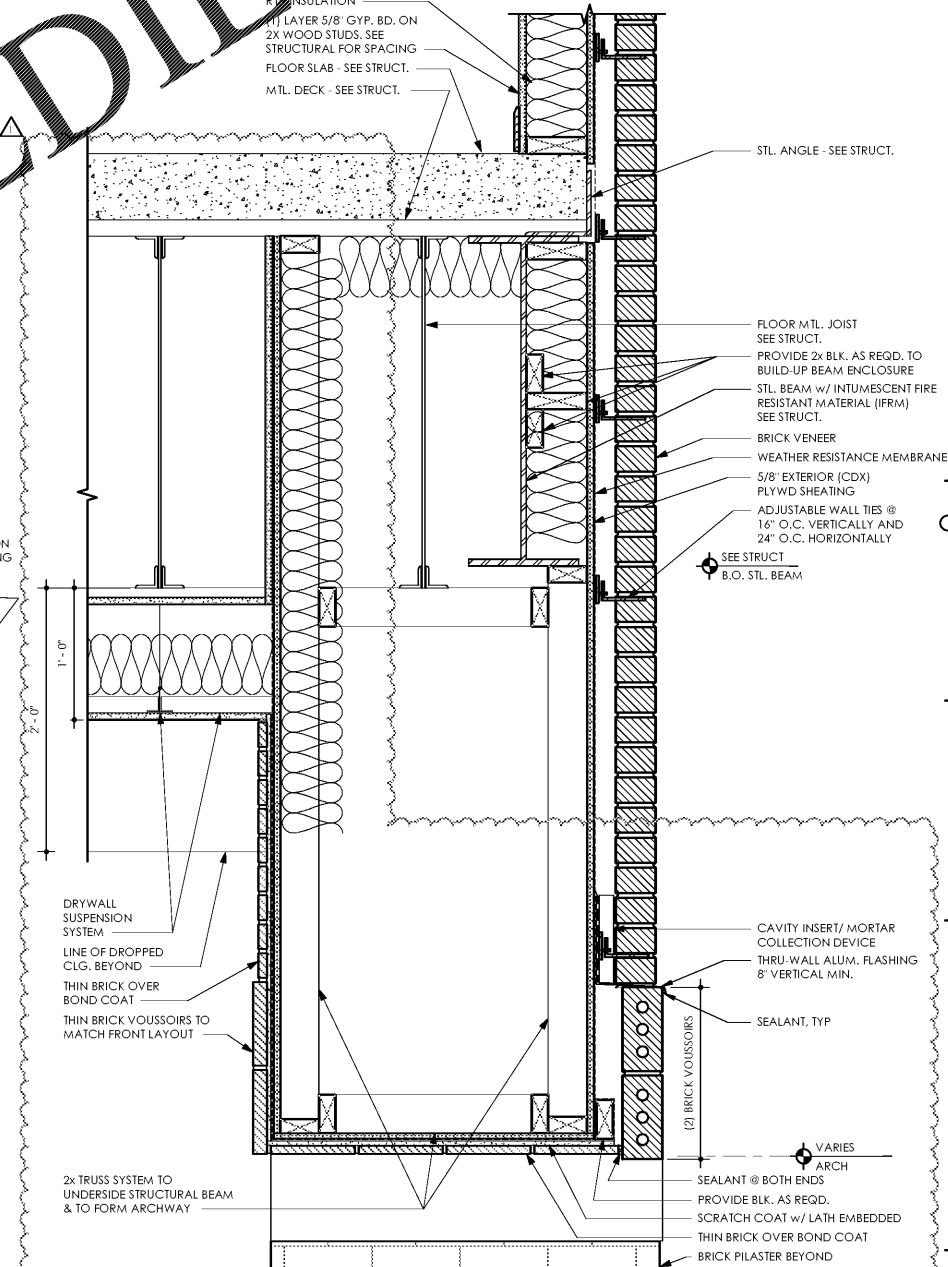 INSULATION
(1) LAYER 5/8" GYP. BD. ON
2X WOOD STUDS. SEE
STRUCTURAL FOR SPACING
FLOOR SLAB - SEE STRUCT.
MTL. DECK - SEE STRUCT.
1
STL. ANGLE - SEE STRUCT.
FLOOR MTL. JOIST
SEE STRUCT.
PROVIDE 2x BLK. AS REQD. TO
BUILD-UP BEAM ENCLOSURE
STL. BEAM w/ INTUMESCENT FIRE
RESISTANT MATERIAL (IFRM)
SEE STRUCT.
BRICK VENEER
WEATHER RESISTANCE MEMBRANE
5/8" EXTERIOR (CDX)
PLYWD SHEATING
ADJUSTABLE WALL TIES @
16" O.C. VERTICALLY AND
24" O.C. HORIZONTALLY
SEE STRUCT
B.O. STL. BEAM
1' - 0"
2' - 0"
DRYWALL
SUSPENSION
SYSTEM
LINE OF DROPPED
CLG. BEYOND
THIN BRICK OVER
BOND COAT
THIN BRICK VOUSSOIRS TO
MATCH FRONT LAYOUT
CAVITY INSERT/ MORTAR
COLLECTION DEVICE
THRU-WALL ALUM. FLASHING
8" VERTICAL MIN.
SEALANT, TYP
(2) BRICK VOUSSOIRS
VARIES
ARCH
2x TRUSS SYSTEM TO
UNDERSIDE STRUCTURAL BEAM
& TO FORM ARCHWAY
SEALANT @ BOTH ENDS
PROVIDE BLK. AS REQD.
SCRATCH COAT w/ LATH EMBEDDED
THIN BRICK OVER BOND COAT
BRICK PILASTER BEYOND